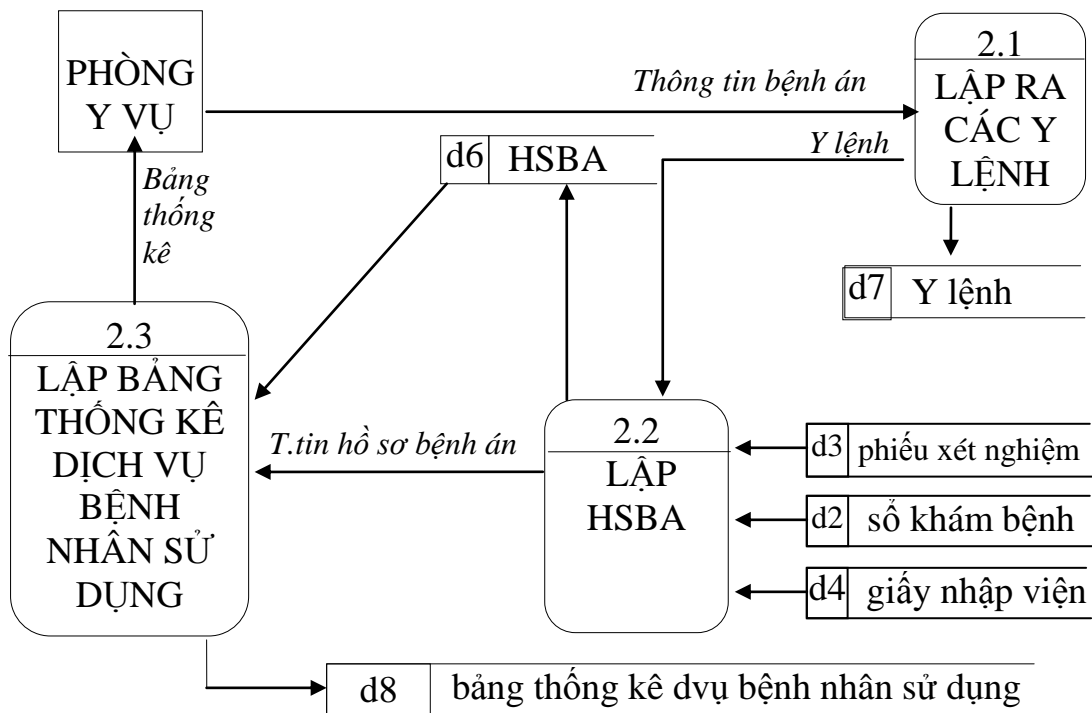 PHÒNG
Y VỤ
Thông tin bệnh án
2.1
LẬP RA
CÁC Y
LỆNH
Y lệnh
d6 HSBA
Bảng
thống
kê
d7 Y lệnh
2.3
LẬP BẢNG
THỐNG KÊ
DỊCH VỤ
BỆNH
NHÂN SỬ
DỤNG
T.tin hồ sơ bệnh án
2.2
LẬP
HSBA
d3 phiếu xét nghiệm
d2 sổ khám bệnh
d4 giấy nhập viện
d8 bảng thống kê dvụ bệnh nhân sử dụng